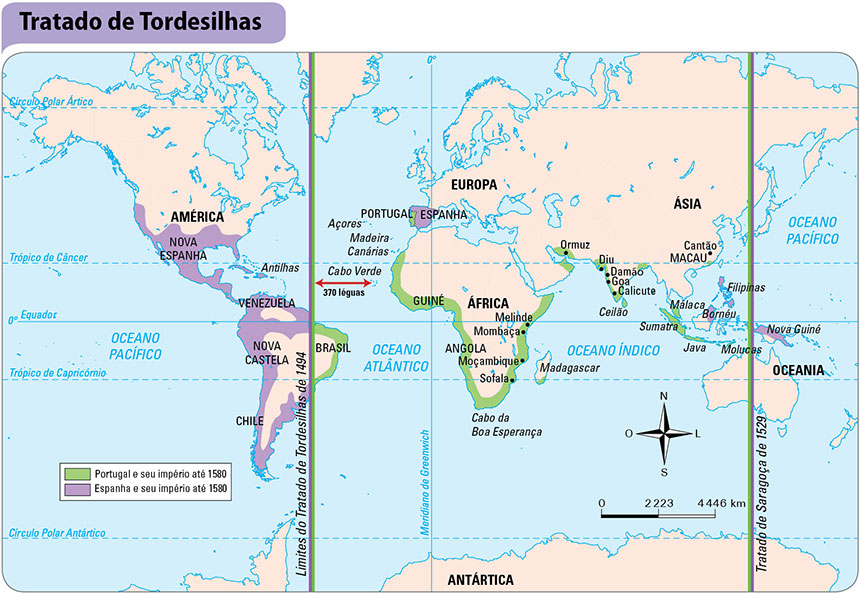 Tratado de Tordesilhas
0°
Círculo Polar Ártico
EUROPA
ÁSIA
AMÉRICA
PORTUGAL
ESPANHA
Açores
OCEANO
PACÍFICO
NOVA
ESPANHA
Madeira
Canárias
Ormuz
Cantão
MACAU
Trópico de Câncer
Antilhas
Cabo Verde
Diu
Damão
Goa
Calicute
370 léguas
Filipinas
VENEZUELA
GUINÉ
ÁFRICA
Málaca
Bornéu
Ceilão
0° Equador
Melinde
Mombaça
Sumatra
Nova Guiné
OCEANO
PACÍFICO
NOVA
CASTELA
BRASIL
OCEANO
ATLÂNTICO
ANGOLA
Moçambique
OCEANO ÍNDICO
Java
Molucas
Madagascar
OCEANIA
Trópico de Capricórnio
Sofala
CHILE
Cabo da
Boa Esperança
N
O
L
S
Limites do Tratado de Tordesilhas de 1494
Meridiano de Greenwich
Tratado de Saragoça de 1529
Portugal e seu império até 1580
Espanha e seu império até 1580
0 2 223 4 446 km
Círculo Polar Antártico
ANTÁRTICA